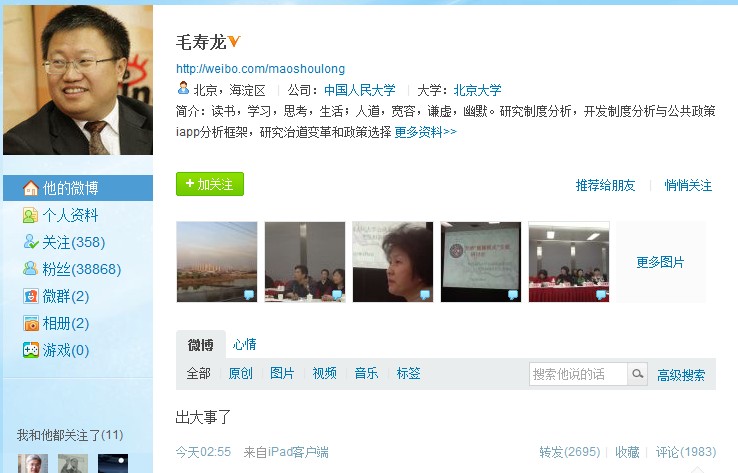 毛寿龙
http://weibo.com/maoshoulong
北京，海淀区 | 公司：中国人民大学 | 大学：北京大学
简介：读书，学习，思考，生活；人道，宽容，谦虚，幽默。研究制度分析，开发制度分析与公共政策
iapp分析框架，研究治道变革和政策选择 更多资料>>
+ 加关注
推荐给朋友 | 悄悄关注
他的微博
个人资料
关注(358)
粉丝(38868)
微群(2)
相册(2)
游戏(0)
更多图片
微博 心情
全部 原创 图片 视频 音乐 标签
搜索他说的话 高级搜索
出大事了
今天02:55 来自iPad客户端
转发(2695) | 收藏 | 评论(1983)
我和他都关注了(11)